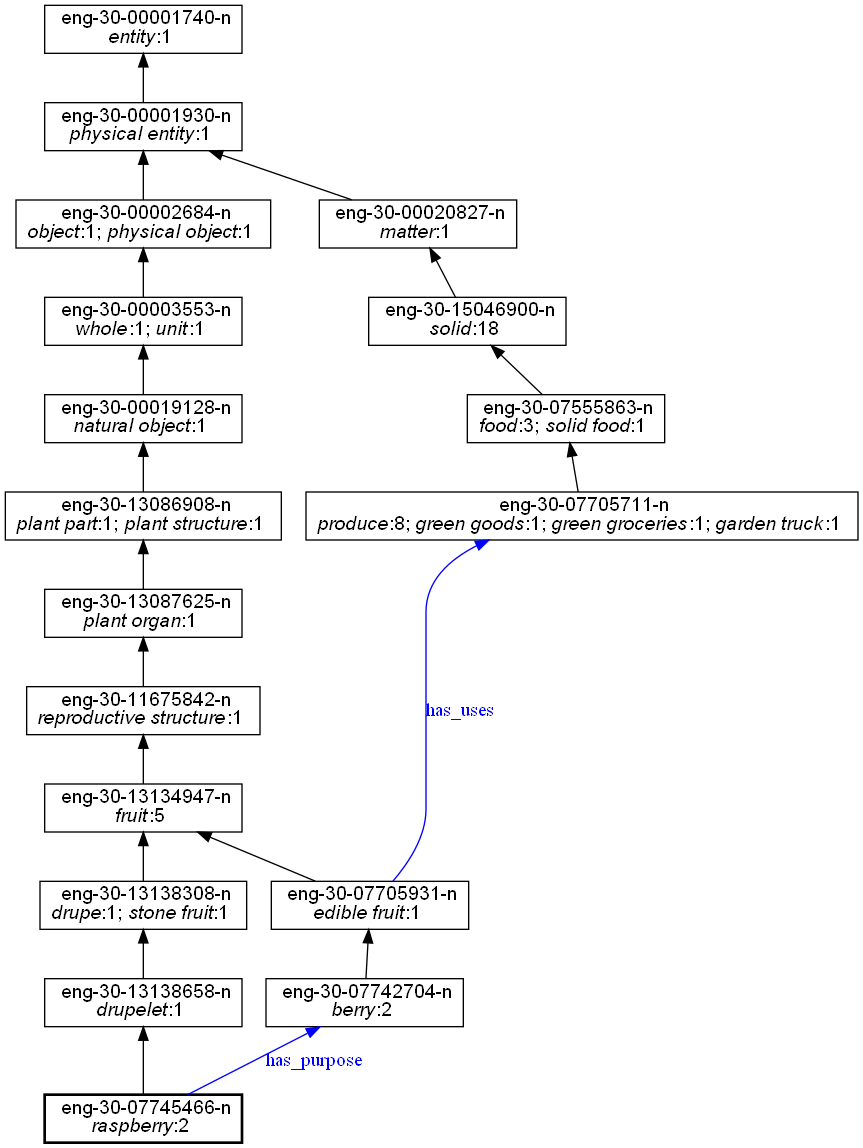 eng-30-00001740-n
entity:1
eng-30-00001930-n
physical entity:1
eng-30-00002684-n
object:1; physical object:1
eng-30-00020827-n
matter:1
eng-30-00003553-n
whole:1; unit:1
eng-30-15046900-n
solid:18
eng-30-00019128-n
natural object:1
eng-30-07555863-n
food:3; solid food:1
eng-30-13086908-n
plant part:1; plant structure:1
eng-30-07705711-n
produce:8; green goods:1; green groceries:1; garden truck:1
eng-30-13087625-n
plant organ:1
eng-30-11675842-n
reproductive structure:1
has_uses
eng-30-13134947-n
fruit:5
eng-30-13138308-n
drupe:1; stone fruit:1
eng-30-07705931-n
edible fruit:1
eng-30-13138658-n
drupelet:1
eng-30-07742704-n
berry:2
has_purpose
eng-30-07745466-n
raspberry:2